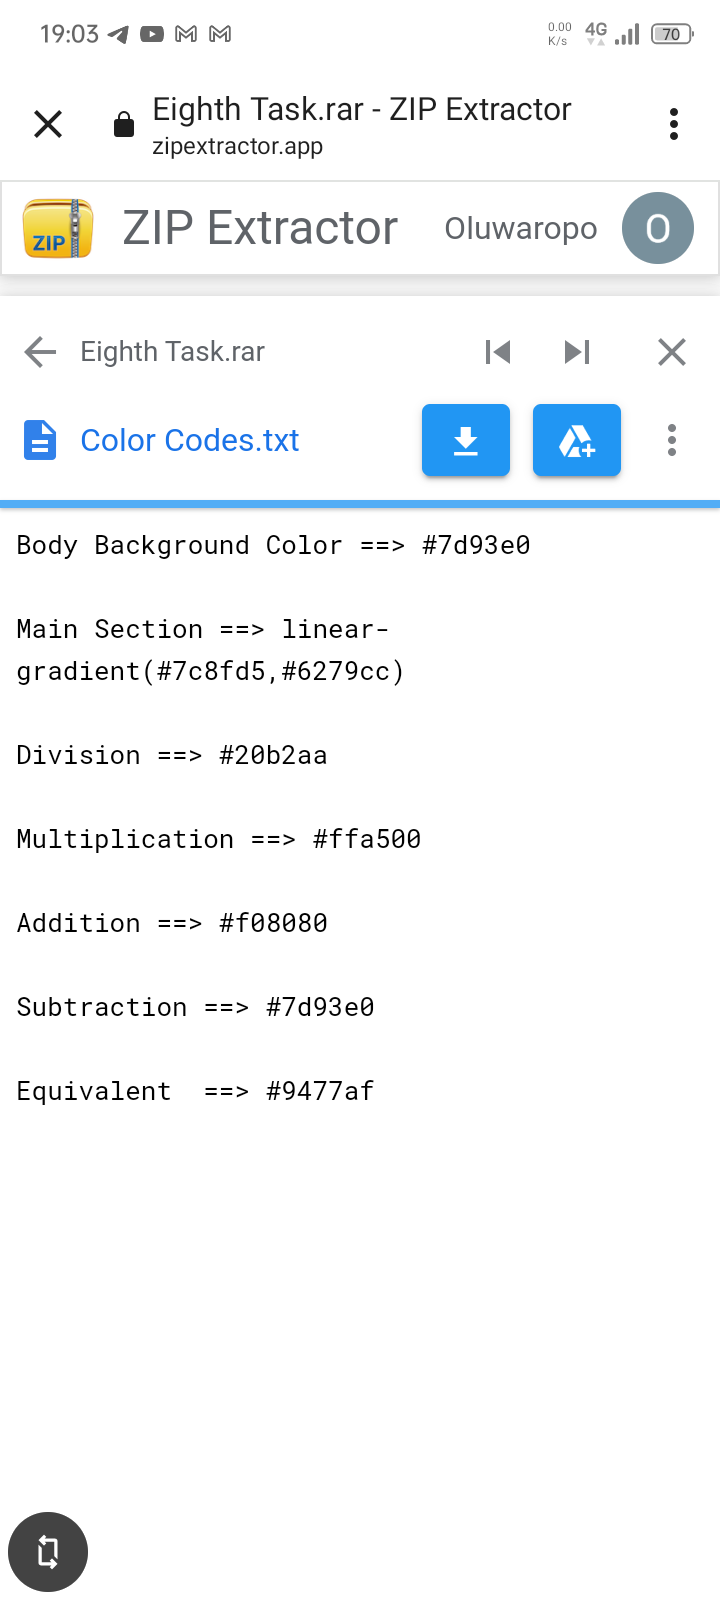 19:03
0.00
K/s
4G
70
Eighth Task.rar - ZIP Extractor
zipextractor.app
ZIP
ZIP Extractor
Oluwaropo
O
Eighth Task.rar
Color Codes.txt
Body Background Color ==> #7d93e0
Main Section ==> linear-
gradient(#7c8fd5,#6279cc)
Division ==> #20b2aa
Multiplication ==> #ffa500
Addition ==> #f08080
Subtraction ==> #7d93e0
Equivalent  ==> #9477af